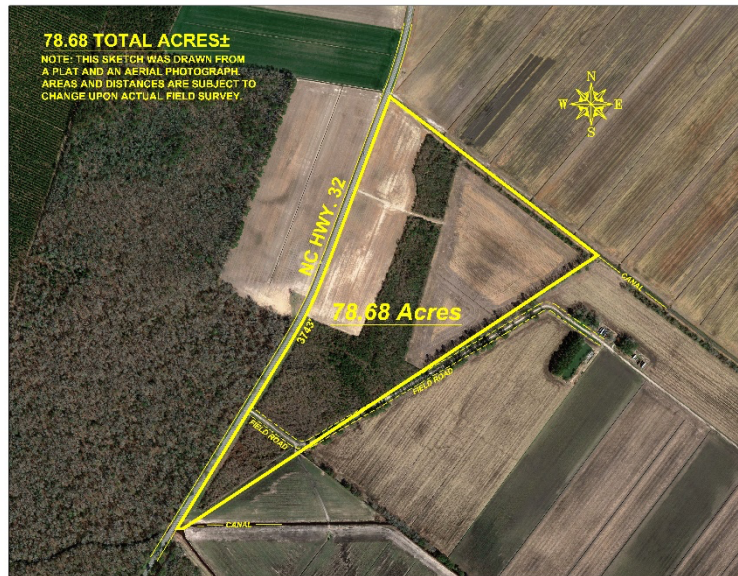 78.68 TOTAL ACRES±
NOTE: THIS SKETCH WAS DRAWN FROM
A PLAT AND AN AERIAL PHOTOGRAPH.
AREAS AND DISTANCES ARE SUBJECT TO
CHANGE UPON ACTUAL FIELD SURVEY.
N
W E
S
NC HWY. 32
CANAL
78.68 Acres
3743'
FIELD ROAD
FIELD ROAD
CANAL